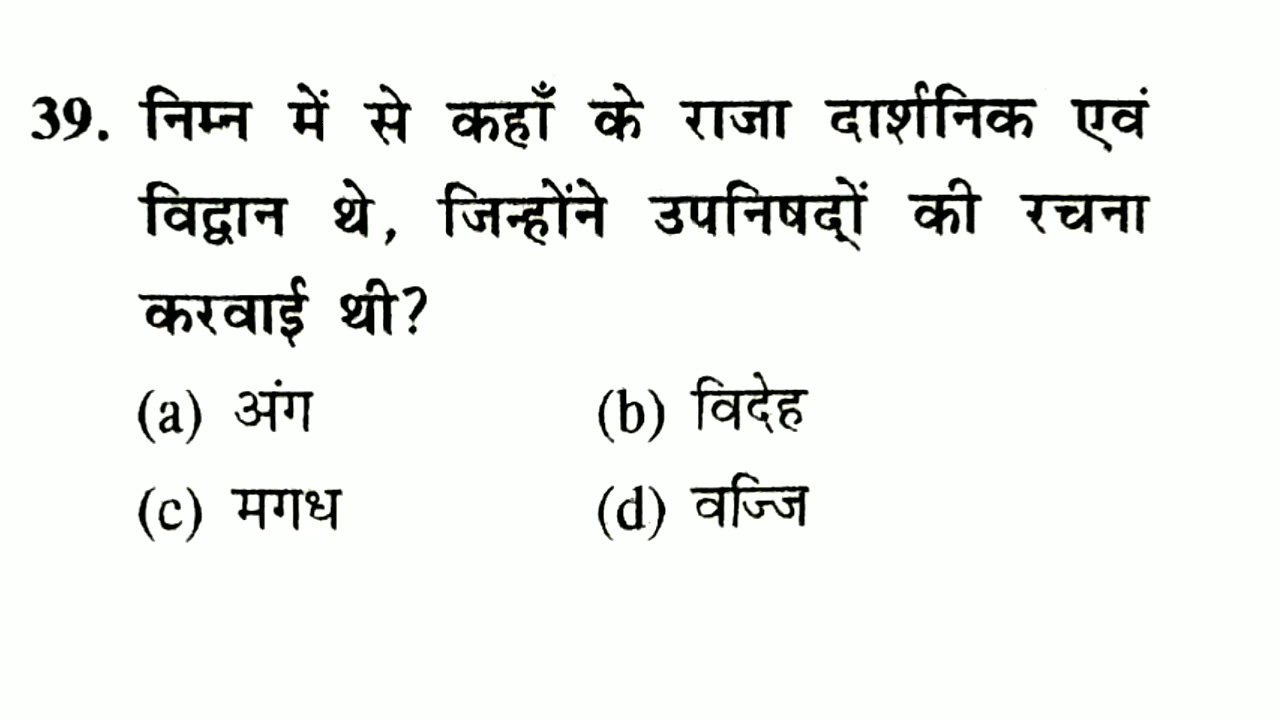 39. निम्न में से कहाँ के राजा दार्शनिक एवं
विद्वान थे, जिन्होंने उपनिषद्ों की रचना
करवाई थी?
(a) अंग (b) विदेह
(c) मगध (d) वज्जि